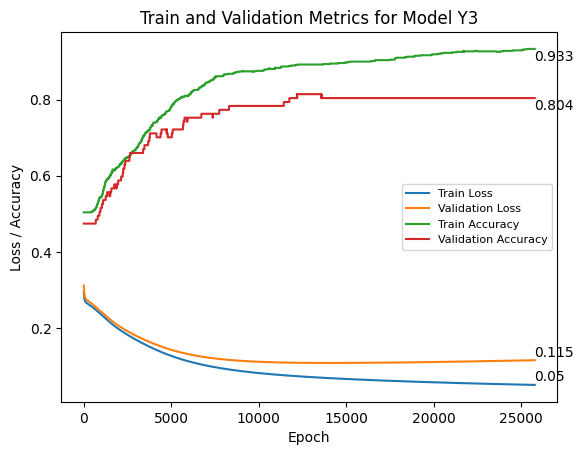 Train and Validation Metrics for Model Y3
0.933
0.804
0.8
0.6
0.4
0.2
Loss / Accuracy
Train Loss
Validation Loss
Train Accuracy
Validation Accuracy
0.115
0.05
0 5000 10000 15000 20000 25000
Epoch